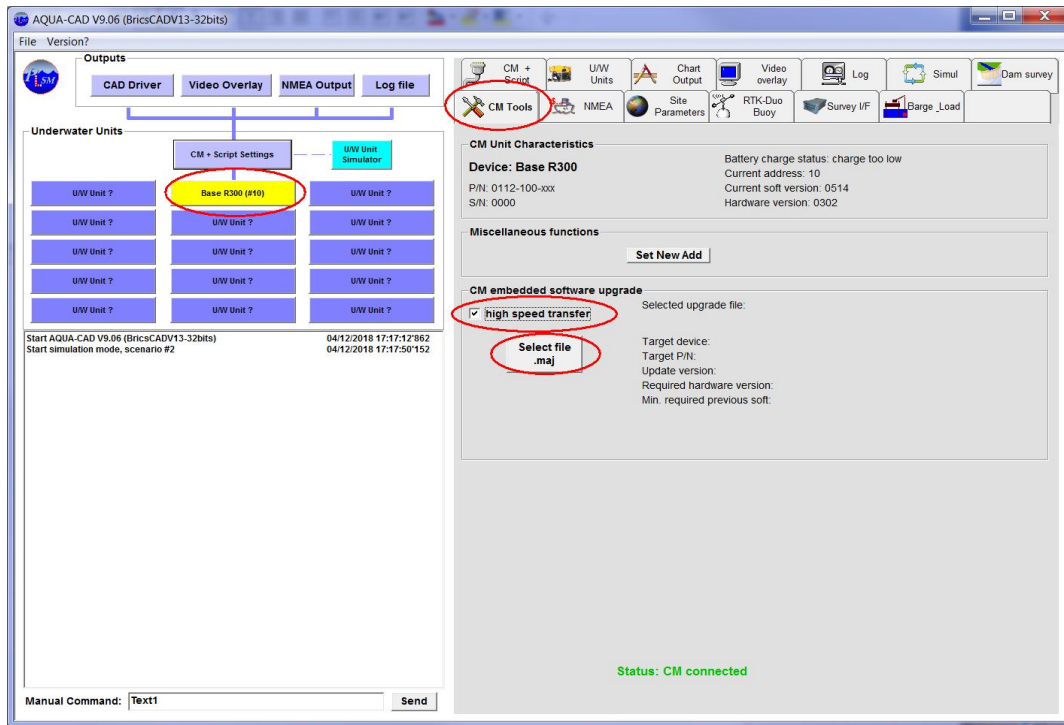 AQUA-CAD V9.06 (BricsCADV13-32bits)
File Version?
PLSM
Outputs
CAD Driver
Video Overlay
NMEA Output
Log file
Underwater Units
CM + Script Settings
U/W Unit
Simulator
U/W Unit ?
Base R300 (#10)
U/W Unit ?
U/W Unit ?
U/W Unit ?
U/W Unit ?
U/W Unit ?
U/W Unit ?
U/W Unit ?
U/W Unit ?
U/W Unit ?
U/W Unit ?
U/W Unit ?
U/W Unit ?
U/W Unit ?
Start AQUA-CAD V9.06 (BricsCADV13-32bits) 04/12/2018 17:17:12'862
Start simulation mode, scenario #2 04/12/2018 17:17:50'152
Manual Command: Text1 Send
CM +
Script
U/W
Units
Chart
Output
Video
overlay
Log
Simul
Dam survey
CM Tools
NMEA
Site
Parameters
RTK-Duo
Buoy
Survey I/F
Barge _Load
CM Unit Characteristics
Device: Base R300
P/N: 0112-100-xxx
S/N: 0000
Battery charge status: charge too low
Current address: 10
Current soft version: 0514
Hardware version: 0302
Miscellaneous functions
Set New Add
CM embedded software upgrade
high speed transfer
Select file
.maj
Selected upgrade file:
Target device:
Target P/N:
Update version:
Required hardware version:
Min. required previous soft:
Status: CM connected